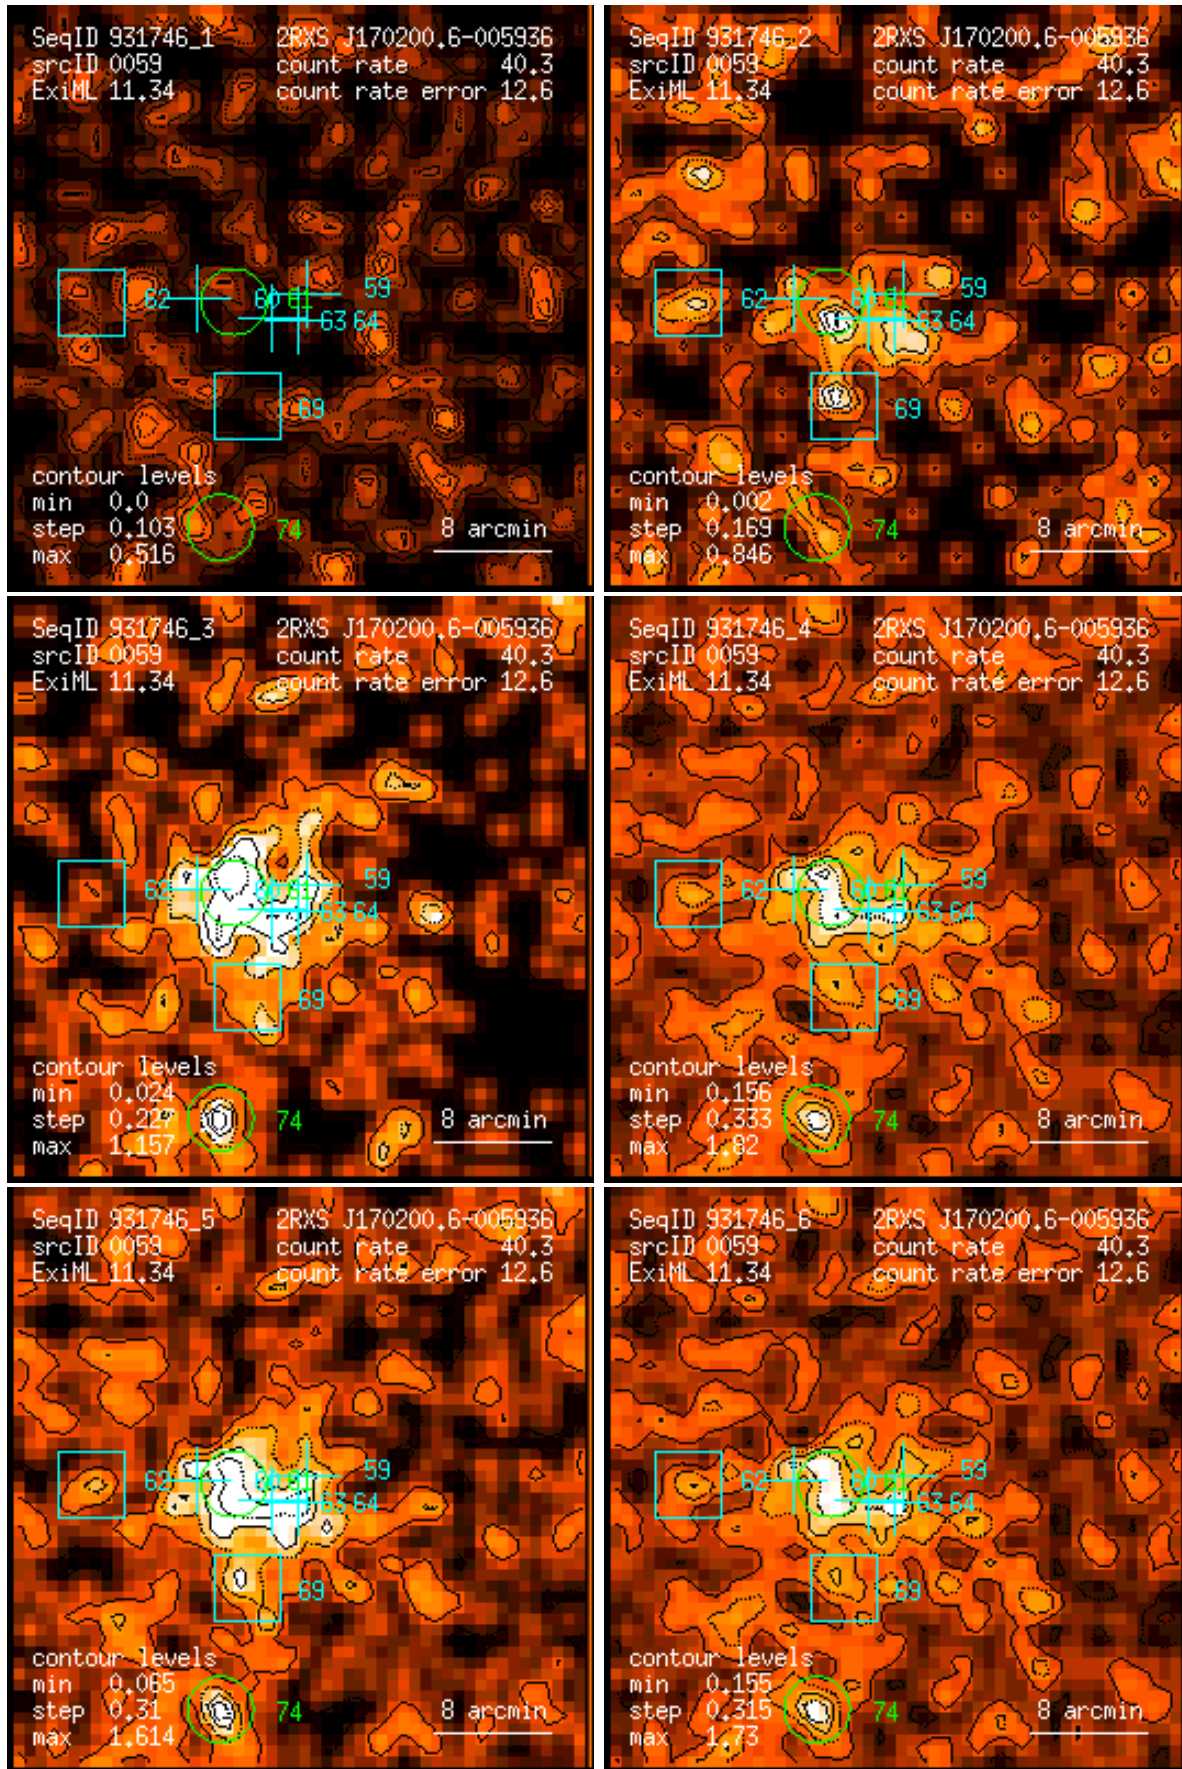 SeqID 931746_1 2RXS J170200.6-005936
srcID 0059 count rate 40.3
ExiML 11.34 count rate error 12.6
59
62 60 61
63 64
69
contour levels
min 0.0
step 0.103 74 8 arcmin
max 0.516
SeqID 931746_2 2RXS J170200.6-005936
srcID 0059 count rate 40.3
ExiML 11.34 count rate error 12.6
59
62 60 61
63 64
69
contour levels
min 0.002
step 0.169 74 8 arcmin
max 0.846
SeqID 931746_3 2RXS J170200.6-005936
srcID 0059 count rate 40.3
ExiML 11.34 count rate error 12.6
59
62 60 61
63 64
69
contour levels
min 0.024
step 0.227 74 8 arcmin
max 1.157
SeqID 931746_4 2RXS J170200.6-005936
srcID 0059 count rate 40.3
ExiML 11.34 count rate error 12.6
59
62 60 61
63 64
69
contour levels
min 0.156
step 0.333 74 8 arcmin
max 1.82
SeqID 931746_5 2RXS J170200.6-005936
srcID 0059 count rate 40.3
ExiML 11.34 count rate error 12.6
59
62 60 61
63 64
69
contour levels
min 0.065
step 0.31 74 8 arcmin
max 1.614
SeqID 931746_6 2RXS J170200.6-005936
srcID 0059 count rate 40.3
ExiML 11.34 count rate error 12.6
59
62 60 61
63 64
69
contour levels
min 0.155
step 0.315 74 8 arcmin
max 1.73